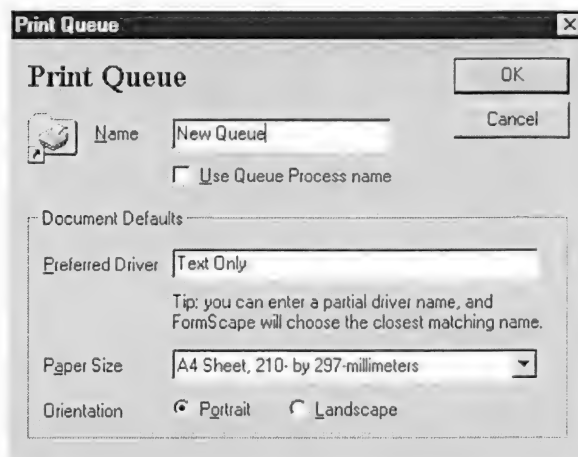 Print Queue
Print Queue
OK
Name New Queue
Cancel
Use Queue Process name
Document Defaults
Preferred Driver Text Only
Tip: you can enter a partial driver name, and
FormScape will choose the closest matching name.
Paper Size A4 Sheet, 210- by 297-millimeters
Orientation Portrait Landscape